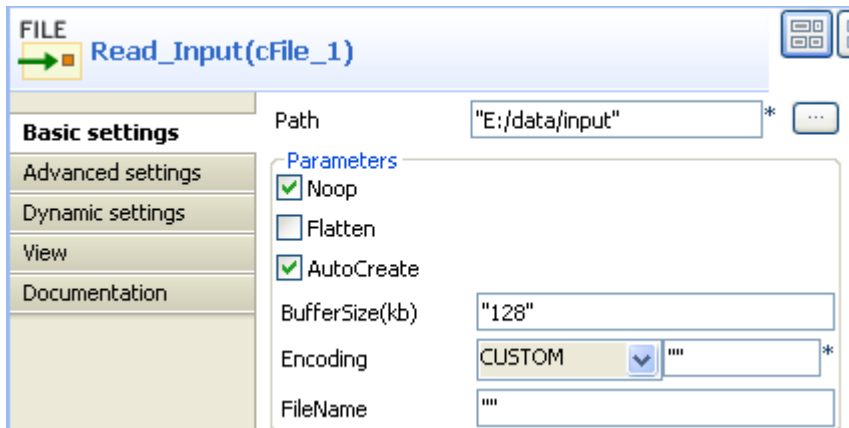 FILE
Read_Input(cFile_1)
Basic settings
Advanced settings
Dynamic settings
View
Documentation
Path "E:/data/input" * ...
Parameters
Noop
Flatten
AutoCreate
BufferSize(kb) "128"
Encoding CUSTOM "" *
FileName ""